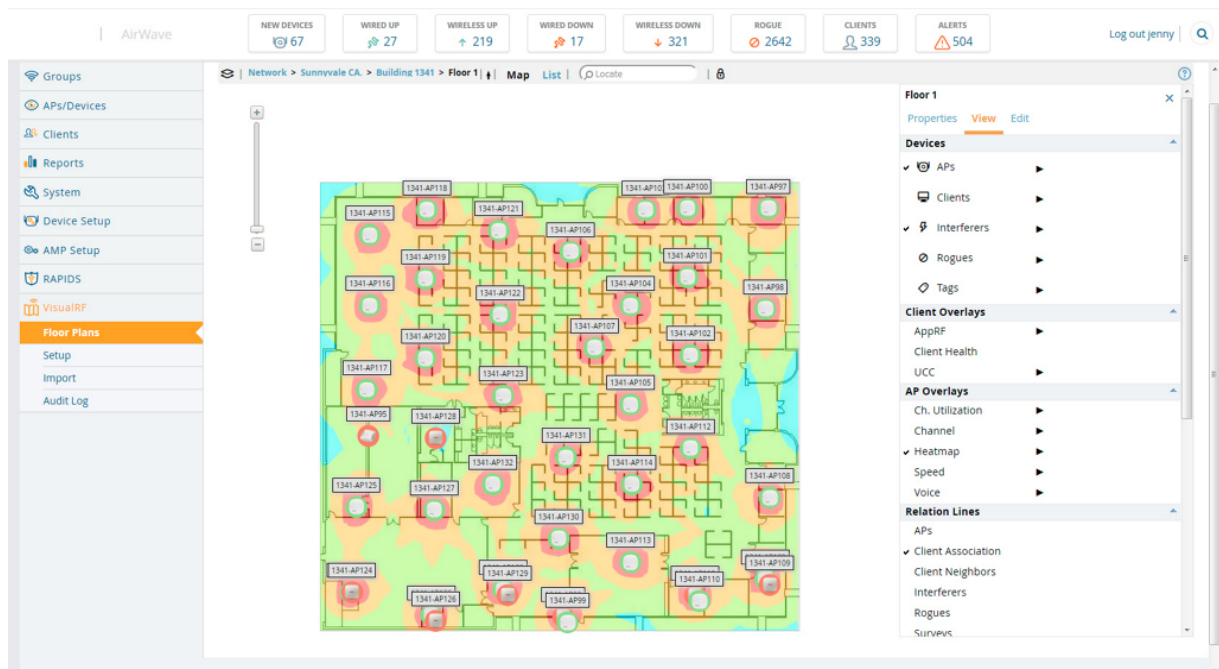 AirWave
NEW DEVICES
67
WIRED UP
27
WIRELESS UP
219
WIRED DOWN
17
WIRELESS DOWN
321
ROGUE
2642
CLIENTS
339
ALERTS
504
Log out jenny
Groups
APs/Devices
Clients
Reports
System
Device Setup
AMP Setup
RAPIDS
VisualRF
Floor Plans
Setup
Import
Audit Log
Network > Sunnyvale CA. > Building 1341 > Floor 1 | Map List | Locate |
1341-AP118
1341-AP100
1341-AP97
1341-AP115
1341-AP121
1341-AP106
1341-AP119
1341-AP101
1341-AP116
1341-AP122
1341-AP104
1341-AP98
1341-AP107
1341-AP120
1341-AP102
1341-AP117
1341-AP123
1341-AP105
1341-AP95
1341-AP128
1341-AP112
1341-AP131
1341-AP132
1341-AP114
1341-AP108
1341-AP125
1341-AP127
1341-AP130
1341-AP113
1341-AP109
1341-AP124
1341-AP129
1341-AP110
1341-AP126
1341-AP99
Floor 1
Properties View Edit
Devices
APs
Clients
Interferers
Rogues
Tags
Client Overlays
AppRF
Client Health
UCC
AP Overlays
Ch. Utilization
Channel
Heatmap
Speed
Voice
Relation Lines
APs
Client Association
Client Neighbors
Interferers
Rogues
Surveys